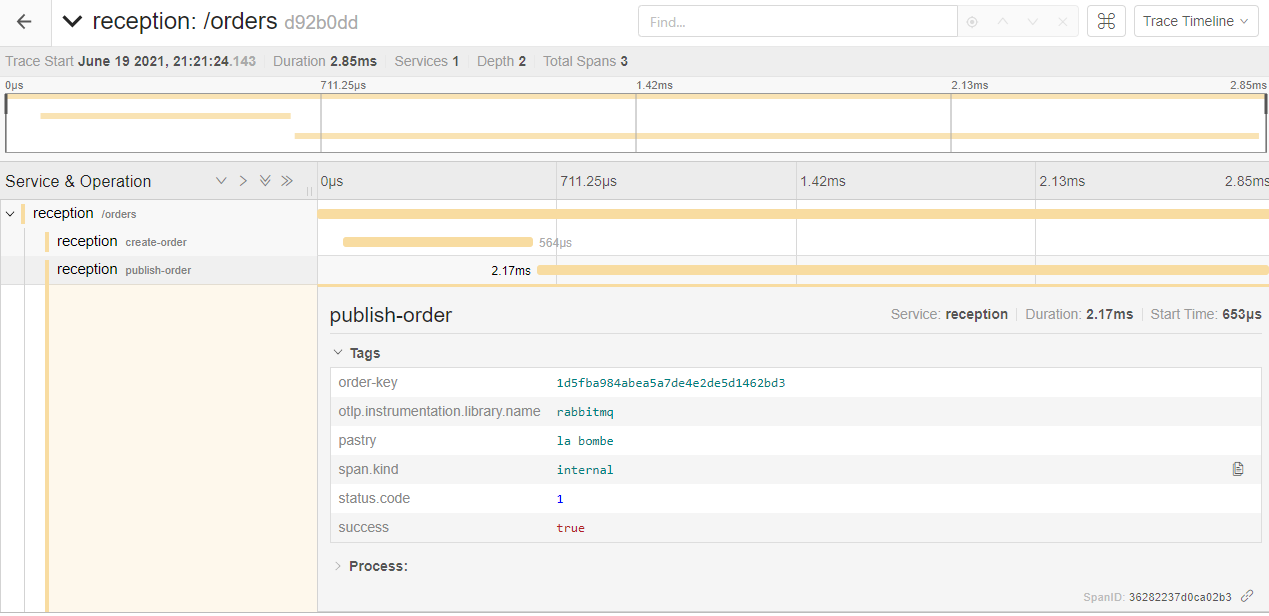 reception: /orders d92b0dd
Find...
Trace Timeline
Trace Start June 19 2021, 21:21:24.143 Duration 2.85ms Services 1 Depth 2 Total Spans 3
0μs 711.25μs 1.42ms 2.13ms 2.85ms
Service & Operation 0μs 711.25μs 1.42ms 2.13ms 2.85ms
reception /orders
reception create-order 564μs
reception publish-order 2.17ms
publish-order Service: reception Duration: 2.17ms Start Time: 653μs
Tags
order-key 1d5fba984abea5a7de4e2de5d1462bd3
otlp.instrumentation.library.name rabbitmq
pastry la bombe
span.kind internal
status.code 1
success true
Process:
SpanID: 36282237d0ca02b3